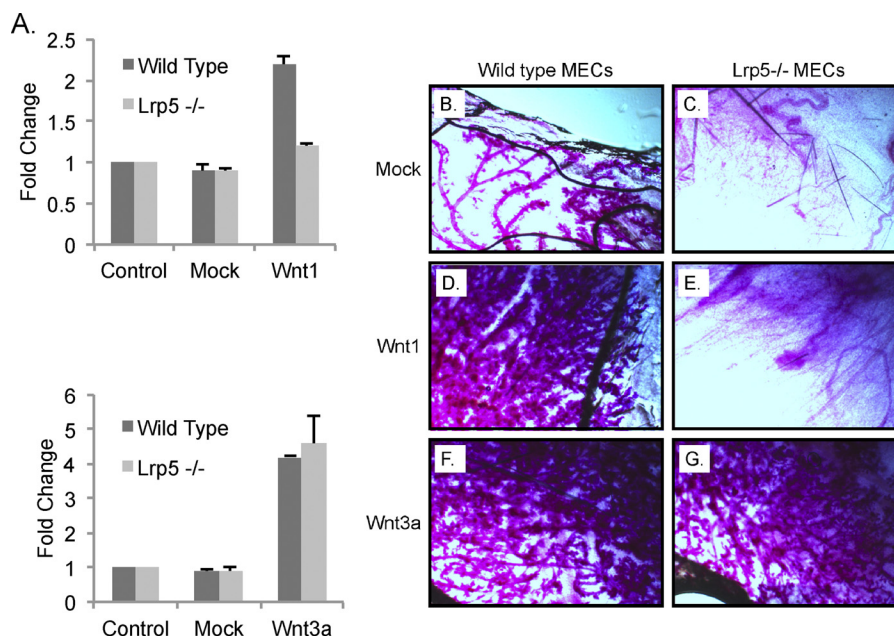 A.
Fold Change
2.5
2
1.5
1
0.5
0
Wild Type
Lrp5 -/-
Control Mock Wnt1
Fold Change
6
5
4
3
2
1
0
Wild Type
Lrp5 -/-
Control Mock Wnt3a
Wild type MECs Lrp5-/- MECs
Mock
B. C.
Wnt1
D. E.
Wnt3a
F. G.